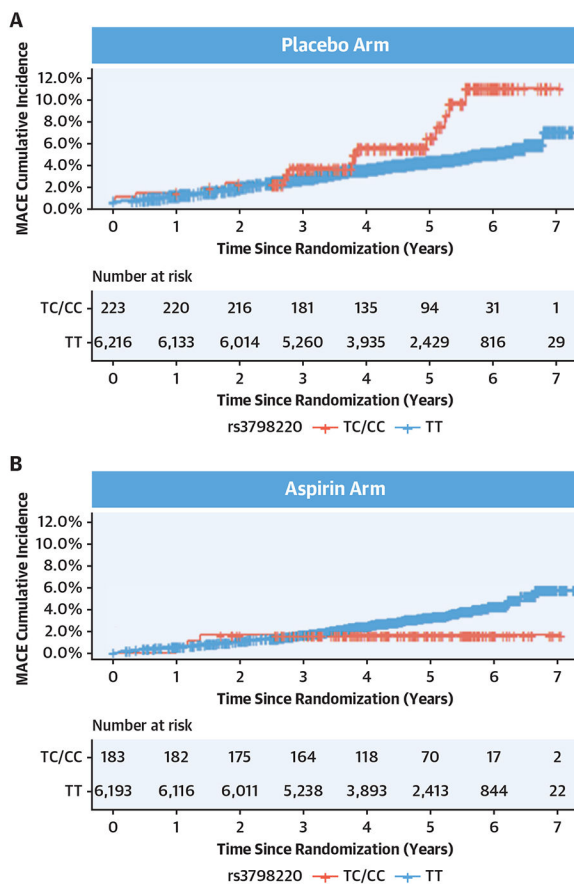 A
Placebo Arm
MACE Cumulative Incidence
12.0%
10.0%
8.0%
6.0%
4.0%
2.0%
0.0%
0 1 2 3 4 5 6 7
Time Since Randomization (Years)
Number at risk
TC/CC 223 220 216 181 135 94 31 1
TT 6,216 6,133 6,014 5,260 3,935 2,429 816 29
0 1 2 3 4 5 6 7
Time Since Randomization (Years)
rs3798220 TC/CC TT
B
Aspirin Arm
MACE Cumulative Incidence
12.0%
10.0%
8.0%
6.0%
4.0%
2.0%
0.0%
0 1 2 3 4 5 6 7
Time Since Randomization (Years)
Number at risk
TC/CC 183 182 175 164 118 70 17 2
TT 6,193 6,116 6,011 5,238 3,893 2,413 844 22
0 1 2 3 4 5 6 7
Time Since Randomization (Years)
rs3798220 TC/CC TT